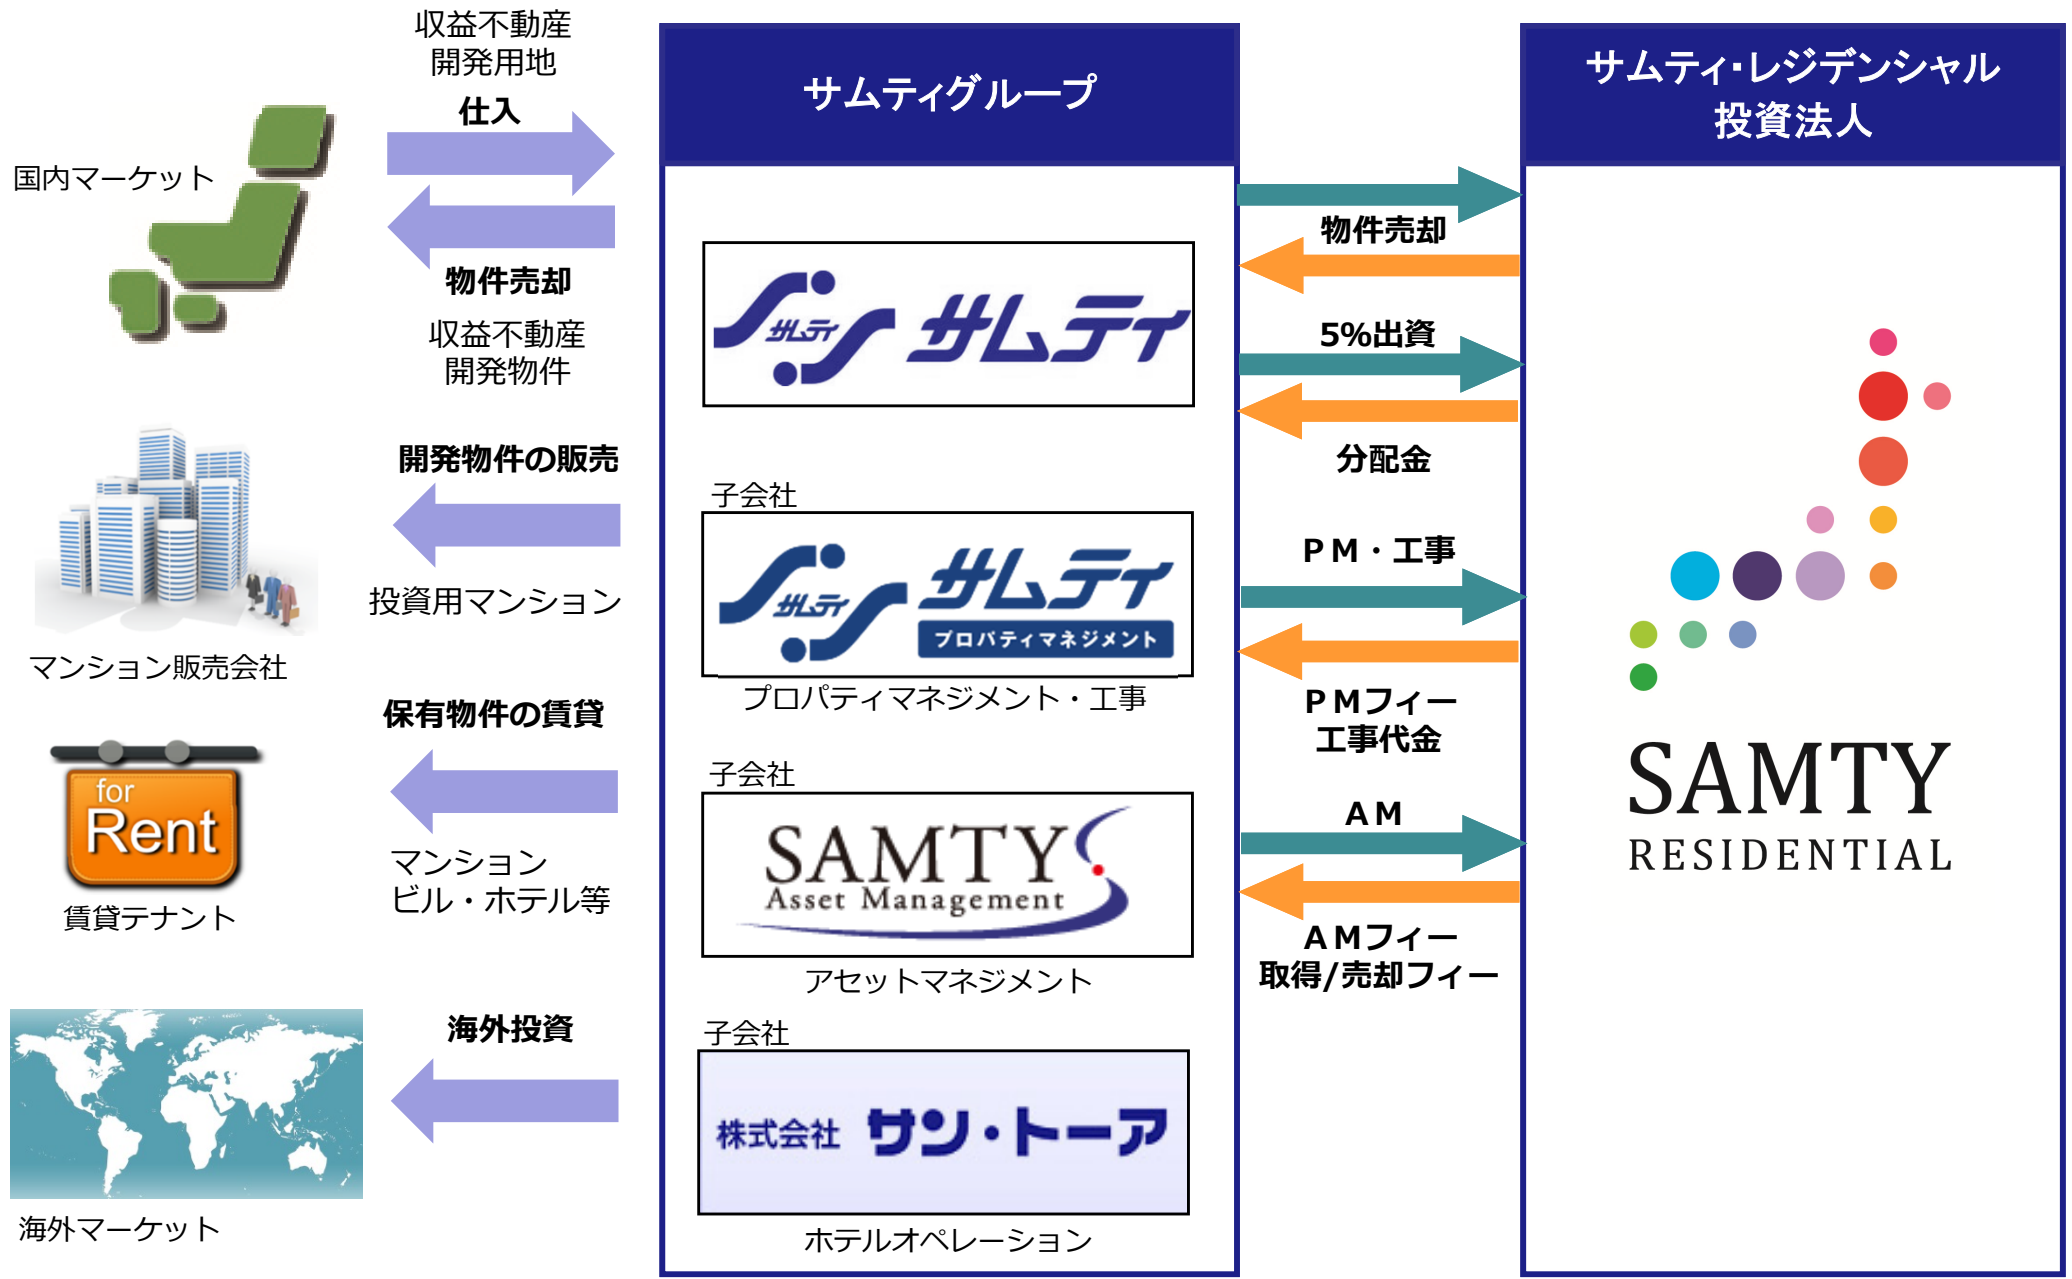 収益不動産
開発用地
仕入
国内マーケット
物件売却
収益不動産
開発物件
開発物件の販売
投資用マンション
マンション販売会社
保有物件の賃貸
for
Rent
マンション
ビル・ホテル等
賃貸テナント
海外投資
海外マーケット
サムティグループ
サムティ サムティ
子会社
サムティ サムティ
プロパティマネジメント
プロパティマネジメント・工事
子会社
SAMTY
Asset Management
アセットマネジメント
子会社
株式会社 サン・トーア
ホテルオペレーション
物件売却
5%出資
分配金
ＰＭ・工事
ＰＭフィー
工事代金
ＡＭ
ＡＭフィー
取得/売却フィー
サムティ・レジデンシャル
投資法人
SAMTY
RESIDENTIAL